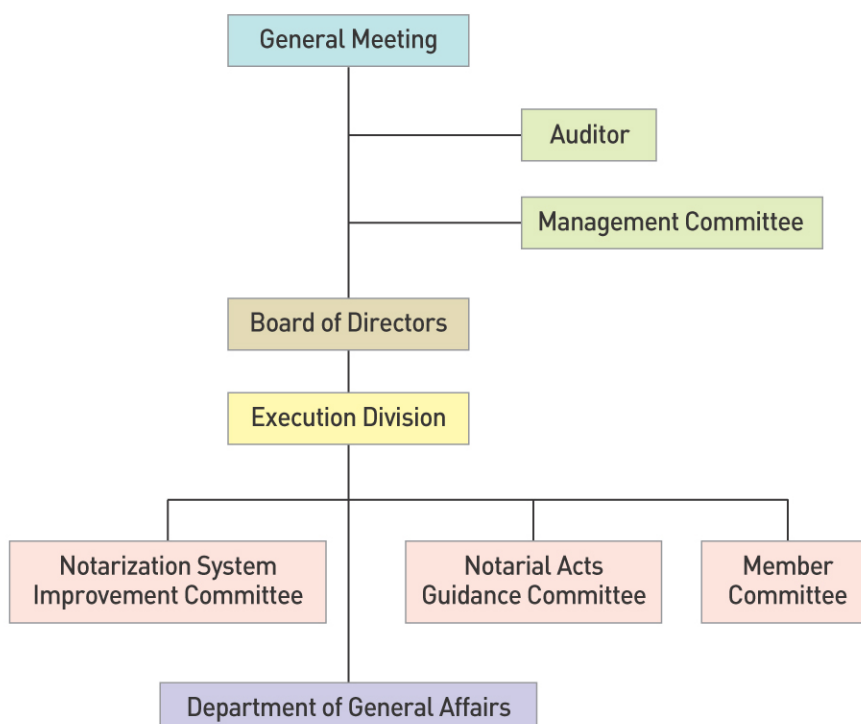 General Meeting
Auditor
Management Committee
Board of Directors
Execution Division
Notarization System
Improvement Committee
Notarial Acts
Guidance Committee
Member
Committee
Department of General Affairs